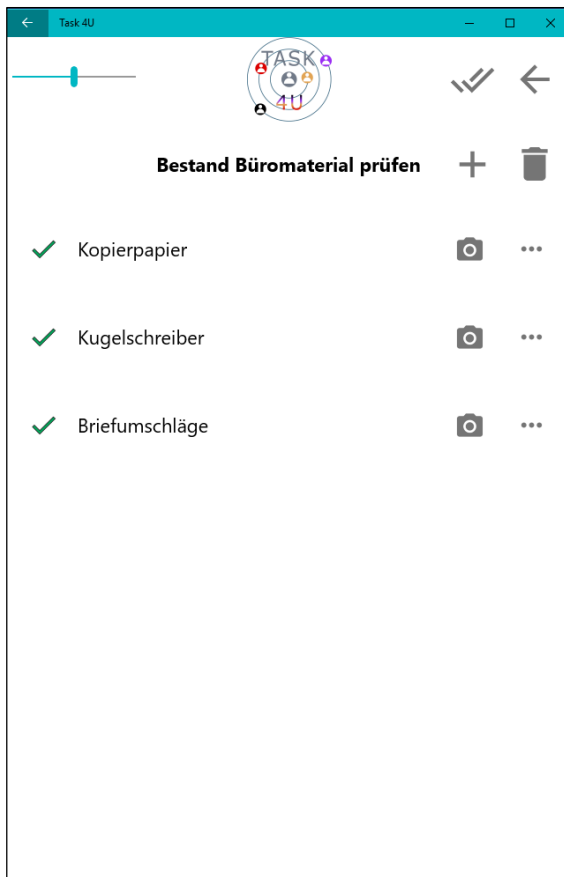 Task 4U
TASK
4U
Bestand Büromaterial prüfen
Kopierpapier
Kugelschreiber
Briefumschläge